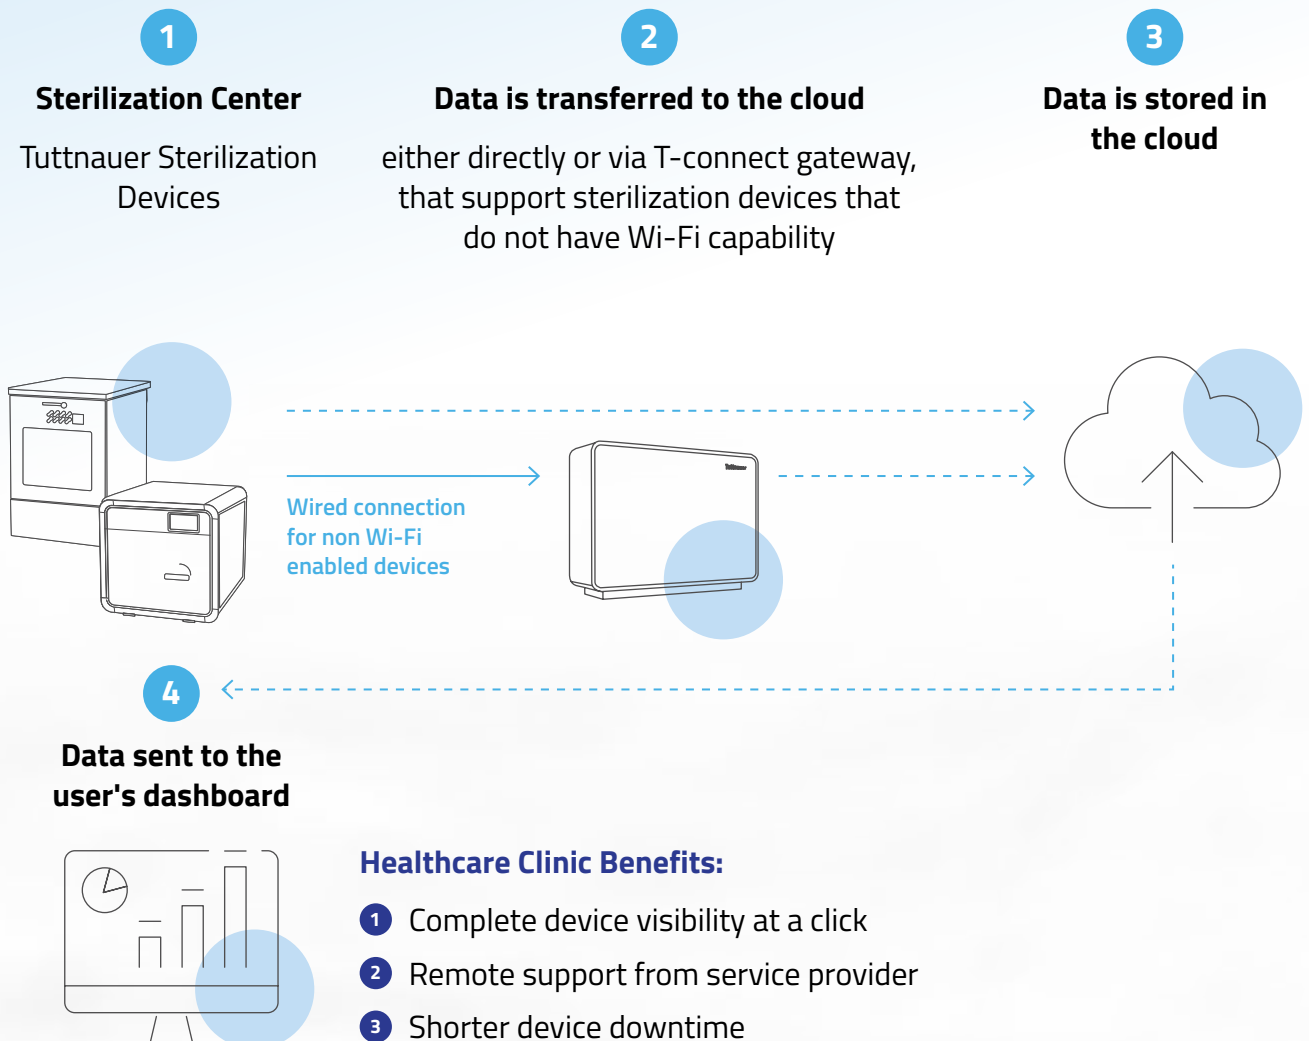 1
Sterilization Center
Tuttnauer Sterilization
Devices
2
Data is transferred to the cloud
either directly or via T-connect gateway,
that support sterilization devices that
do not have Wi-Fi capability
3
Data is stored in
the cloud
Wired connection
for non Wi-Fi
enabled devices
Tuttnauer
4
Data sent to the
user's dashboard
Healthcare Clinic Benefits:
1 Complete device visibility at a click
2 Remote support from service provider
3 Shorter device downtime